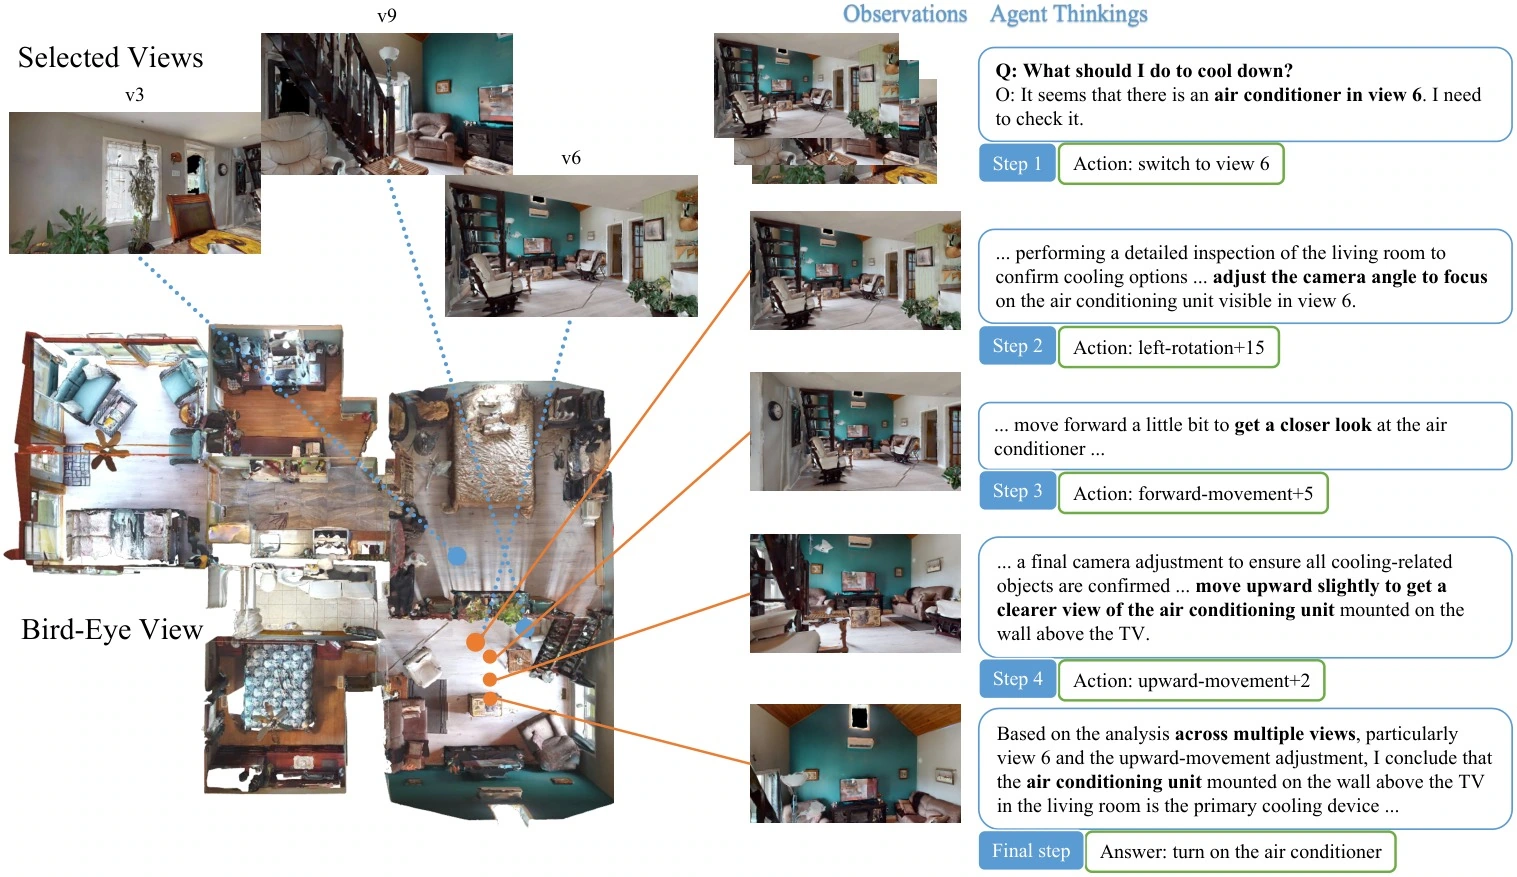 Observations Agent Thinkings
Selected Views
v3
v9
v6
Bird-Eye View
Q: What should I do to cool down?
O: It seems that there is an air conditioner in view 6. I need
to check it.
Step 1
Action: switch to view 6
... performing a detailed inspection of the living room to
confirm cooling options ... adjust the camera angle to focus
on the air conditioning unit visible in view 6.
Step 2
Action: left-rotation+15
... move forward a little bit to get a closer look at the air
conditioner ...
Step 3
Action: forward-movement+5
... a final camera adjustment to ensure all cooling-related
objects are confirmed ... move upward slightly to get a
clearer view of the air conditioning unit mounted on the
wall above the TV.
Step 4
Action: upward-movement+2
Based on the analysis across multiple views, particularly
view 6 and the upward-movement adjustment, I conclude that
the air conditioning unit mounted on the wall above the TV
in the living room is the primary cooling device ...
Final step
Answer: turn on the air conditioner